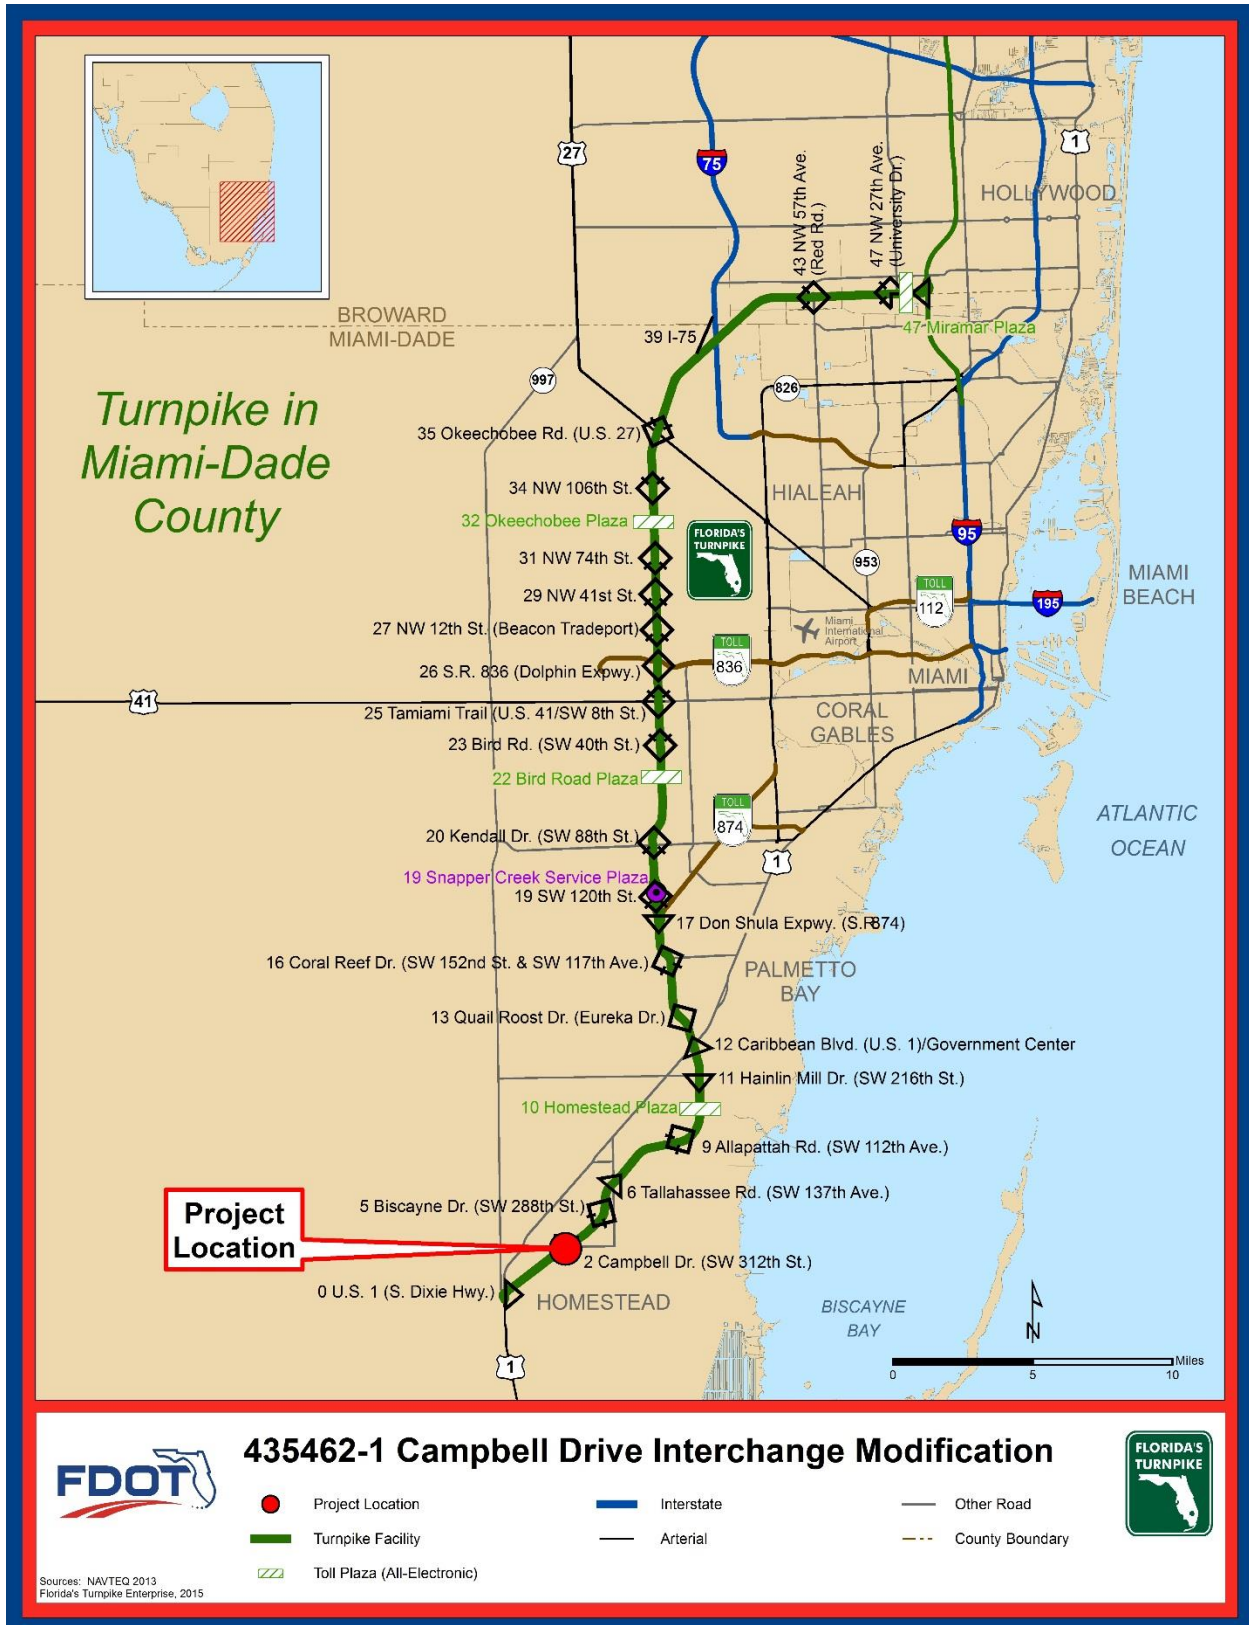 27
75
1
HOLLYWOOD
43 NW 57th Ave.
(Red Rd.)
47 NW 27th Ave.
(University Dr.)
BROWARD
MIAMI-DADE
47 Miramar Plaza
39 I-75
997
826
Turnpike in
Miami-Dade
County
35 Okeechobee Rd. (U.S. 27)
34 NW 106th St.
HIALEAH
32 Okeechobee Plaza
FLORIDA'S
TURNPIKE
95
31 NW 74th St.
953
MIAMI
BEACH
29 NW 41st St.
TOLL
112
195
27 NW 12th St. (Beacon Tradeport)
Miami
International
Airport
26 S.R. 836 (Dolphin Expwy.)
TOLL
836
MIAMI
41
25 Tamiami Trail (U.S. 41/SW 8th St.)
CORAL
GABLES
23 Bird Rd. (SW 40th St.)
22 Bird Road Plaza
TOLL
874
ATLANTIC
OCEAN
20 Kendall Dr. (SW 88th St.)
1
19 Snapper Creek Service Plaza
19 SW 120th St.
17 Don Shula Expwy. (S.R874)
16 Coral Reef Dr. (SW 152nd St. & SW 117th Ave.)
PALMETTO
BAY
13 Quail Roost Dr. (Eureka Dr.)
12 Caribbean Blvd. (U.S. 1)/Government Center
11 Hainlin Mill Dr. (SW 216th St.)
10 Homestead Plaza
9 Allapattah Rd. (SW 112th Ave.)
6 Tallahassee Rd. (SW 137th Ave.)
5 Biscayne Dr. (SW 288th St.)
Project
Location
2 Campbell Dr. (SW 312th St.)
0 U.S. 1 (S. Dixie Hwy.)
HOMESTEAD
BISCAYNE
BAY
N
1
Miles
0 5 10
435462-1 Campbell Drive Interchange Modification
FDOT
FLORIDA'S
TURNPIKE
Project Location
Interstate
Other Road
Turnpike Facility
Arterial
County Boundary
Toll Plaza (All-Electronic)
Sources: NAVTEQ 2013
Florida's Turnpike Enterprise, 2015